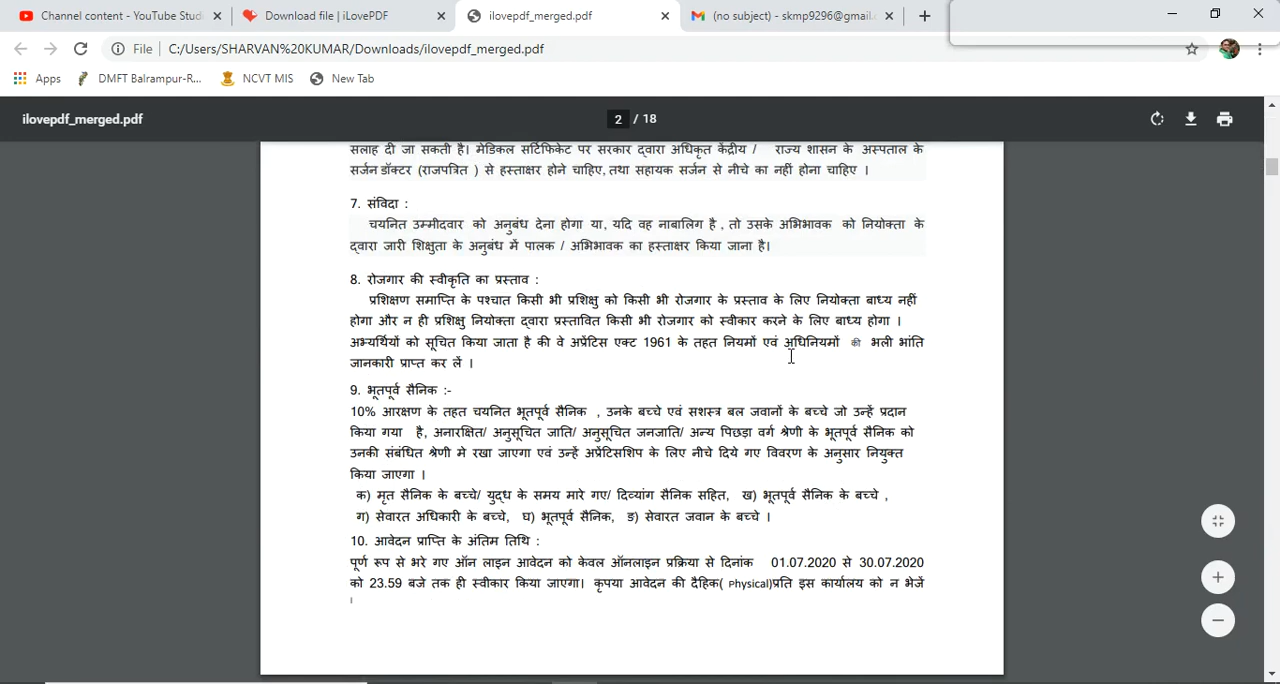 Channel content - YouTube Stud
Download file | iLovePDF
ilovepdf_merged.pdf
(no subject) - skmp9296@gmail.c
File | C:/Users/SHARVAN%20KUMAR/Downloads/ilovepdf_merged.pdf
Apps
DMFT Balrampur-R...
NCVT MIS
New Tab
ilovepdf_merged.pdf
2 / 18
सलाह दी जा सकती है। मेडिकल सर्टिफिकेट पर सरकार द्वारा अधिकृत केंद्रीय / राज्य शासन के अस्पताल के
सर्जन डॉक्टर (राजपत्रित ) से हस्ताक्षर होने चाहिए, तथा सहायक सर्जन से नीचे का नहीं होना चाहिए ।
7. संविदा :
चयनित उम्मीदवार को अनुबंध देना होगा या, यदि वह नाबालिग है , तो उसके अभिभावक को नियोक्ता के
द्वारा जारी शिक्षुता के अनुबंध में पालक / अभिभावक का हस्ताक्षर किया जाना है।
8. रोजगार की स्वीकृति का प्रस्ताव :
प्रशिक्षण समाप्ति के पश्चात किसी भी प्रशिक्षु को किसी भी रोजगार के प्रस्ताव के लिए नियोक्ता बाध्य नहीं
होगा और न ही प्रशिक्षु नियोक्ता द्वारा प्रस्तावित किसी भी रोजगार को स्वीकार करने के लिए बाध्य होगा ।
अभ्यर्थियों को सूचित किया जाता है की वे अप्रेंटिस एक्ट 1961 के तहत नियमों एवं अधिनियमों की भली भांति
जानकारी प्राप्त कर लें ।
9. भूतपूर्व सैनिक :-
10% आरक्षण के तहत चयनित भूतपूर्व सैनिक , उनके बच्चे एवं सशस्त्र बल जवानों के बच्चे जो उन्हें प्रदान
किया गया है, अनारक्षित/ अनुसूचित जाति/ अनुसूचित जनजाति/ अन्य पिछड़ा वर्ग श्रेणी के भूतपूर्व सैनिक को
उनकी संबंधित श्रेणी मे रखा जाएगा एवं उन्हें अप्रेंटिसशिप के लिए नीचे दिये गए विवरण के अनुसार नियुक्त
किया जाएगा ।
क) मृत सैनिक के बच्चे/ युद्ध के समय मारे गए/ दिव्यांग सैनिक सहित, ख) भूतपूर्व सैनिक के बच्चे ,
ग) सेवारत अधिकारी के बच्चे, घ) भूतपूर्व सैनिक, ङ) सेवारत जवान के बच्चे ।
10. आवेदन प्राप्ति के अंतिम तिथि :
पूर्ण रूप से भरे गए ऑन लाइन आवेदन को केवल ऑनलाइन प्रक्रिया से दिनांक 01.07.2020 से 30.07.2020
को 23.59 बजे तक ही स्वीकार किया जाएगा। कृपया आवेदन की दैहिक( Physical)प्रति इस कार्यालय को न भेजें
।